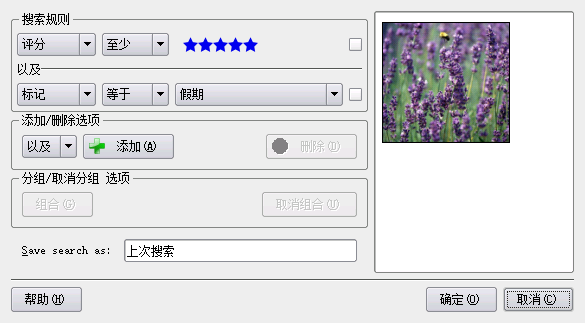 搜索规则
评分 至少
以及
标记 等于 假期
添加/删除选项
以及 添加(A) 删除(D)
分组/取消分组 选项
组合(G) 取消组合(U)
Save search as: 上次搜索
帮助(H) 确定(O) 取消(C)